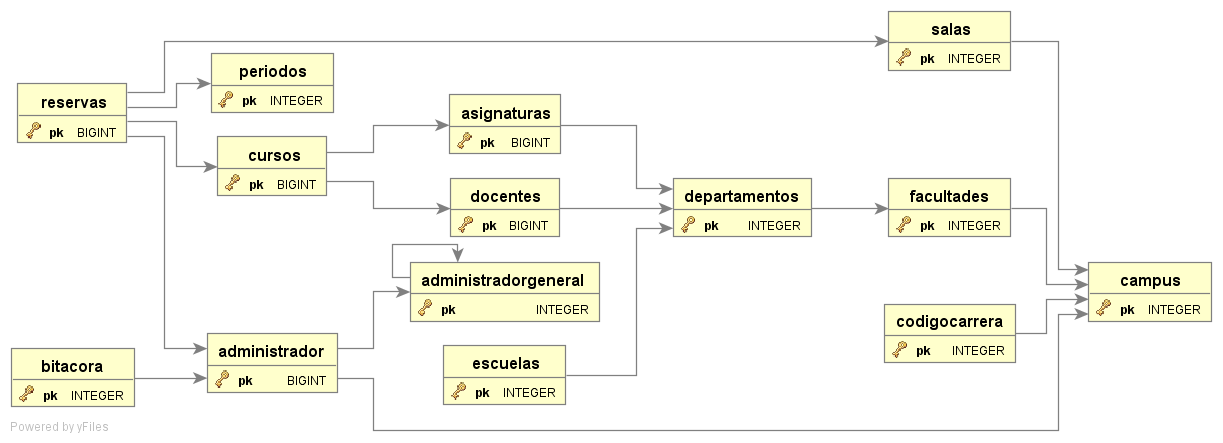 salas
pk INTEGER
periodos
pk INTEGER
reservas
pk BIGINT
asignaturas
pk BIGINT
cursos
pk BIGINT
docentes
pk BIGINT
departamentos
pk INTEGER
facultades
pk INTEGER
administradorgeneral
pk INTEGER
campus
pk INTEGER
codigocarrera
pk INTEGER
administrador
pk BIGINT
escuelas
pk INTEGER
bitacora
pk INTEGER
Powered by yFiles